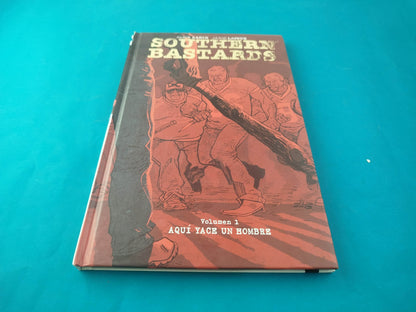 SOUTHERN
BASTARDS
Volumen 1
AQUÍ YACE UN HOMBRE